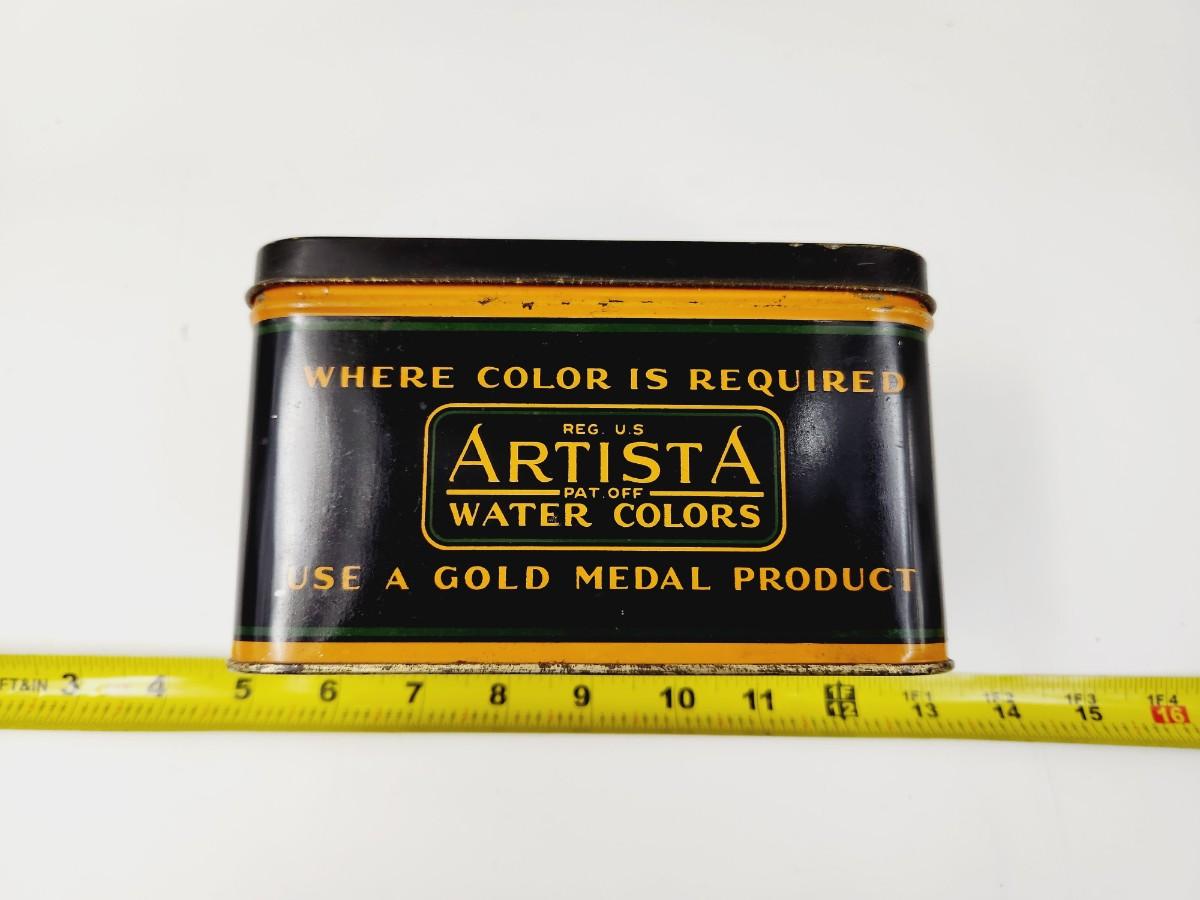 WHERE COLOR IS REQUIRED
REG. U.S
ARTISTA
PAT. OFF
WATER COLORS
USE A GOLD MEDAL PRODUCT
FT&IN 3 4 5 6 7 8 9 10 11 1F 12 1F1 13 1F2 14 1F3 15 1F4 16